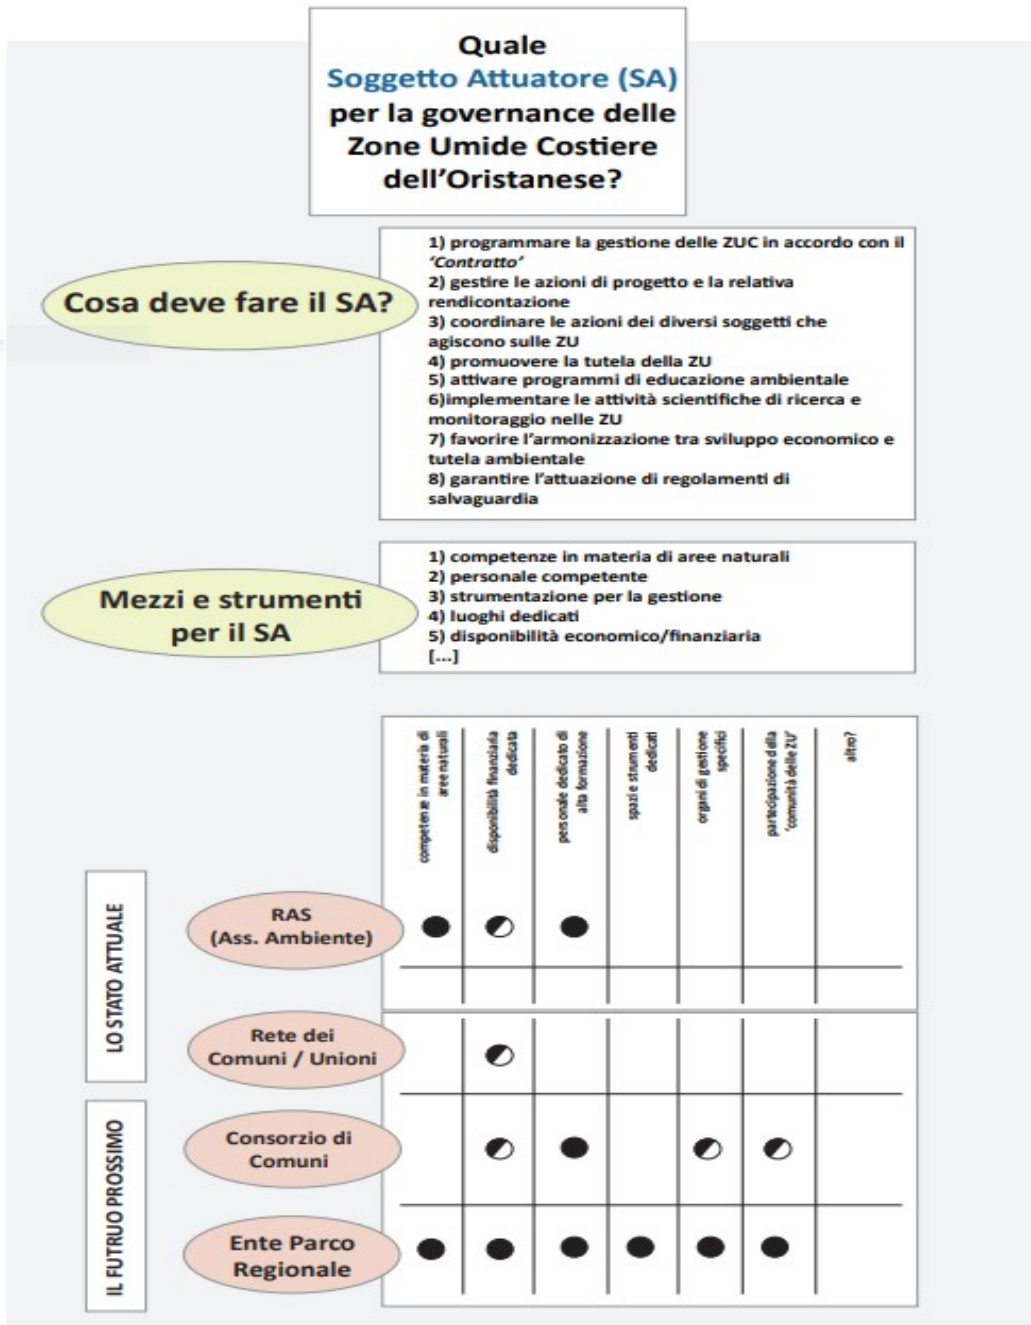 Quale
Soggetto Attuatore (SA)
per la governance delle
Zone Umide Costiere
dell'Oristanese?
Cosa deve fare il SA?
1) programmare la gestione delle ZUC in accordo con il
'Contratto'
2) gestire le azioni di progetto e la relativa
rendicontazione
3) coordinare le azioni dei diversi soggetti che
agiscono sulle ZU
4) promuovere la tutela della ZU
5) attivare programmi di educazione ambientale
6)implementare le attività scientifiche di ricerca e
monitoraggio nelle ZU
7) favorire l'armonizzazione tra sviluppo economico e
tutela ambientale
8) garantire l'attuazione di regolamenti di
salvaguardia
Mezzi e strumenti
per il SA
1) competenze in materia di aree naturali
2) personale competente
3) strumentazione per la gestione
4) luoghi dedicati
5) disponibilità economico/finanziaria
[...]
competenze in materia di
aree naturali
disponibilità finanziaria
dedicata
personale dedicato di
alta formazione
spazi e strumenti
dedicati
organi di gestione
specifici
partecipazione della
'comunità delle ZU'
altro?
LO STATO ATTUALE
RAS
(Ass. Ambiente)
Rete dei
Comuni / Unioni
IL FUTRUO PROSSIMO
Consorzio di
Comuni
Ente Parco
Regionale